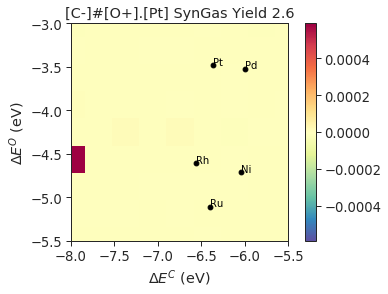 [C-]#[O+].[Pt] SynGas Yield 2.6
−3.0
−3.5
−4.0
−4.5
−5.0
−5.5
ΔE^O (eV)
Pt
Pd
Rh
Ni
Ru
−8.0 −7.5 −7.0 −6.5 −6.0 −5.5
ΔE^C (eV)
0.0004
0.0002
0.0000
−0.0002
−0.0004